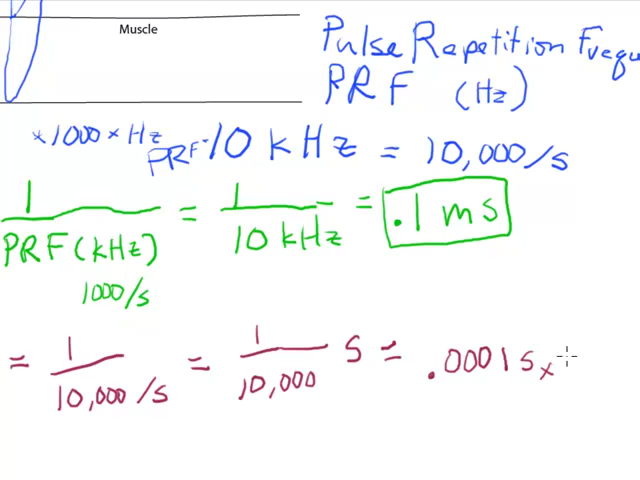 Muscle
Pulse Repetition Frequ
PRF (Hz)
×1000 × Hz
PRF=10 kHz = 10,000/s
1/PRF(kHz) = 1/10 kHz = .1 ms
1000/s
= 1/10,000/s = 1/10,000 s = .0001 s ×